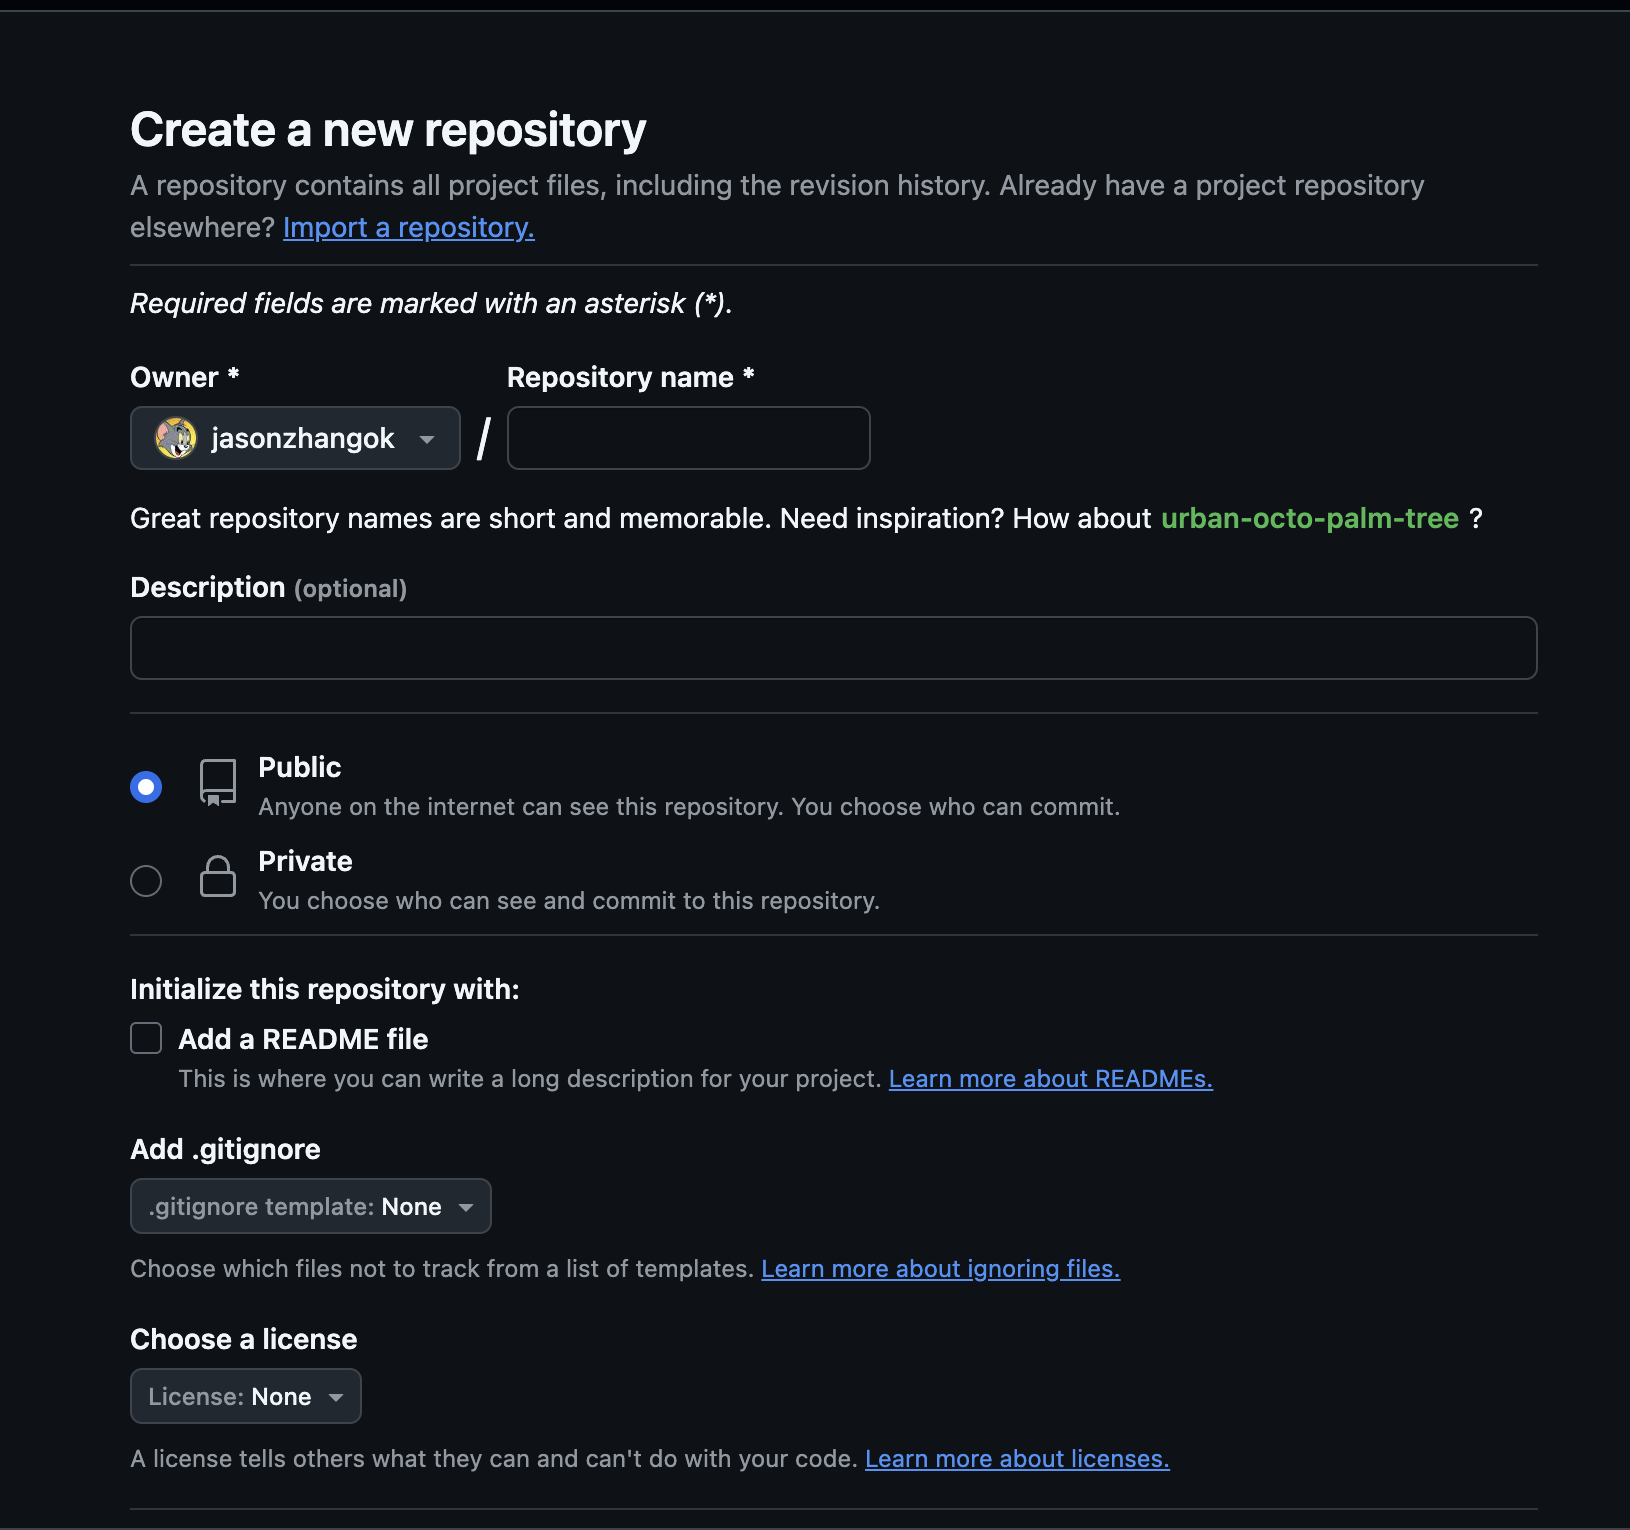 Create a new repository
A repository contains all project files, including the revision history. Already have a project repository
elsewhere? Import a repository.
Required fields are marked with an asterisk (*).
Owner * Repository name *
jasonzhangok /
Great repository names are short and memorable. Need inspiration? How about urban-octo-palm-tree ?
Description (optional)
Public
Anyone on the internet can see this repository. You choose who can commit.
Private
You choose who can see and commit to this repository.
Initialize this repository with:
Add a README file
This is where you can write a long description for your project. Learn more about READMEs.
Add .gitignore
.gitignore template: None
Choose which files not to track from a list of templates. Learn more about ignoring files.
Choose a license
License: None
A license tells others what they can and can't do with your code. Learn more about licenses.